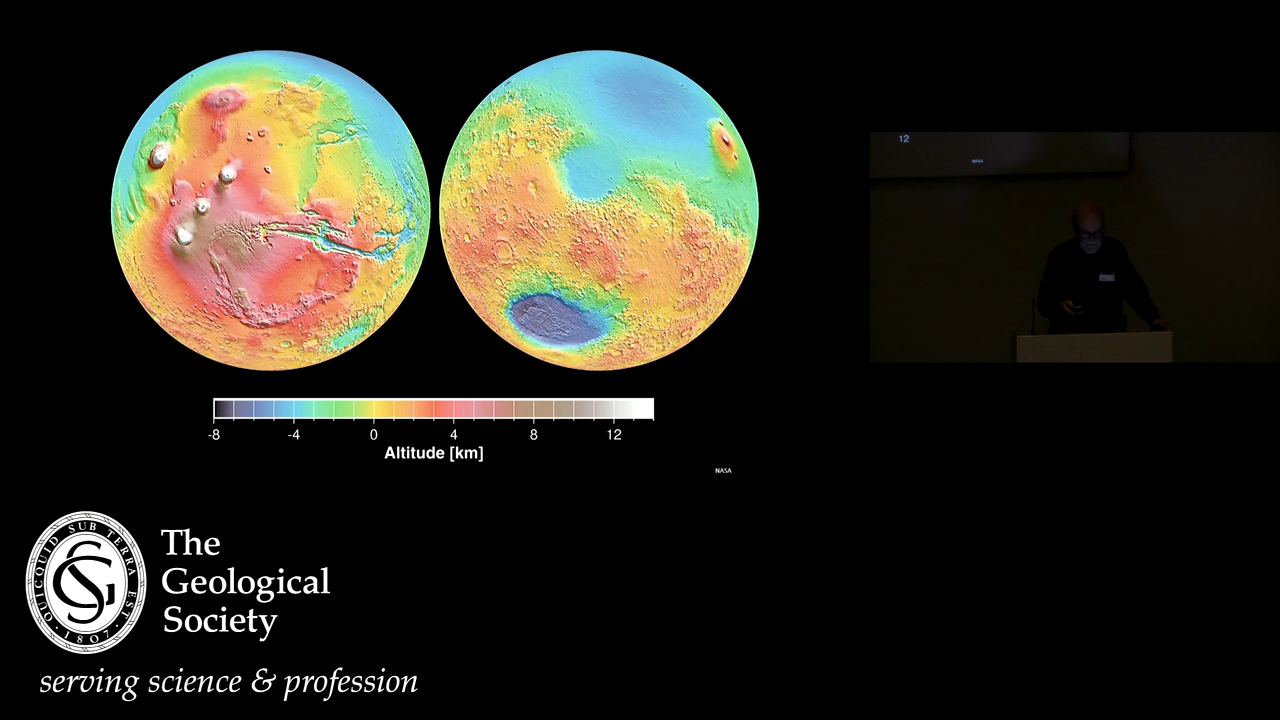 -8
-4
0
4
8
12
Altitude [km]
NASA
12
NASA
QUICQUID SUB TERRA EST
1807
The
Geological
Society
serving science & profession